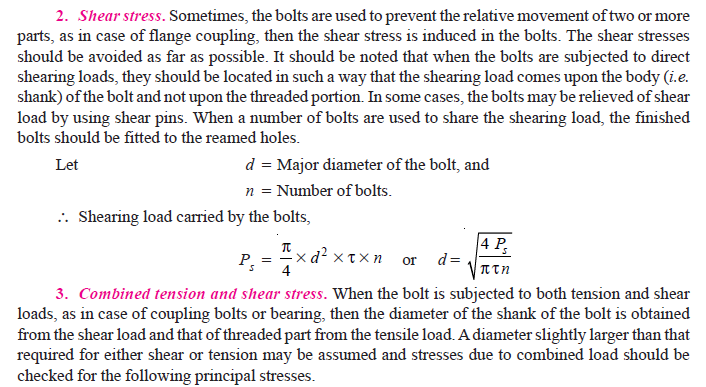 2. Shear stress. Sometimes, the bolts are used to prevent the relative movement of two or more
parts, as in case of flange coupling, then the shear stress is induced in the bolts. The shear stresses
should be avoided as far as possible. It should be noted that when the bolts are subjected to direct
shearing loads, they should be located in such a way that the shearing load comes upon the body (i.e.
shank) of the bolt and not upon the threaded portion. In some cases, the bolts may be relieved of shear
load by using shear pins. When a number of bolts are used to share the shearing load, the finished
bolts should be fitted to the reamed holes.
Let d = Major diameter of the bolt, and
n = Number of bolts.
∴ Shearing load carried by the bolts,
P_s = π/4 × d² × τ × n or d = √(4 P_s / π τ n)
3. Combined tension and shear stress. When the bolt is subjected to both tension and shear
loads, as in case of coupling bolts or bearing, then the diameter of the shank of the bolt is obtained
from the shear load and that of threaded part from the tensile load. A diameter slightly larger than that
required for either shear or tension may be assumed and stresses due to combined load should be
checked for the following principal stresses.